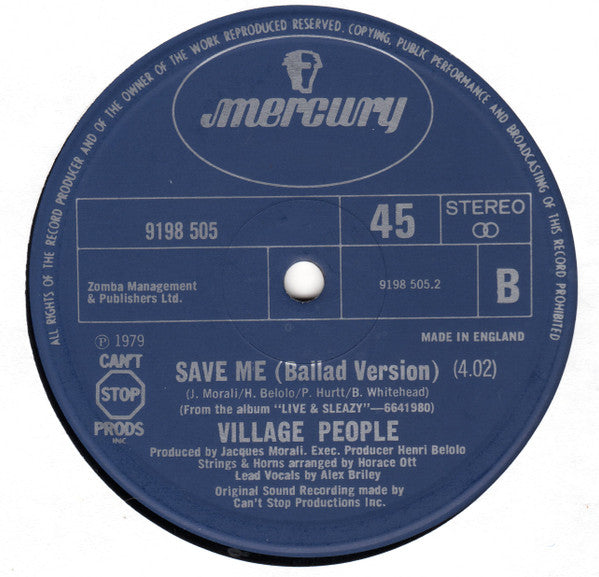 ALL RIGHTS OF THE RECORD PRODUCER AND OF THE OWNER OF THE WORK REPRODUCED RESERVED. COPYING, PUBLIC PERFORMANCE AND BROADCASTING OF THIS RECORD PROHIBITED
mercury
9198 505
45
STEREO
Zomba Management
& Publishers Ltd.
9198 505.2
B
℗ 1979
MADE IN ENGLAND
CAN'T
STOP
PRODS
INC
SAVE ME (Ballad Version) (4.02)
(J. Morali/H. Belolo/P. Hurtt/B. Whitehead)
(From the album "LIVE & SLEAZY"—6641980)
VILLAGE PEOPLE
Produced by Jacques Morali. Exec. Producer Henri Belolo
Strings & Horns arranged by Horace Ott
Lead Vocals by Alex Briley
Original Sound Recording made by
Can't Stop Productions Inc.